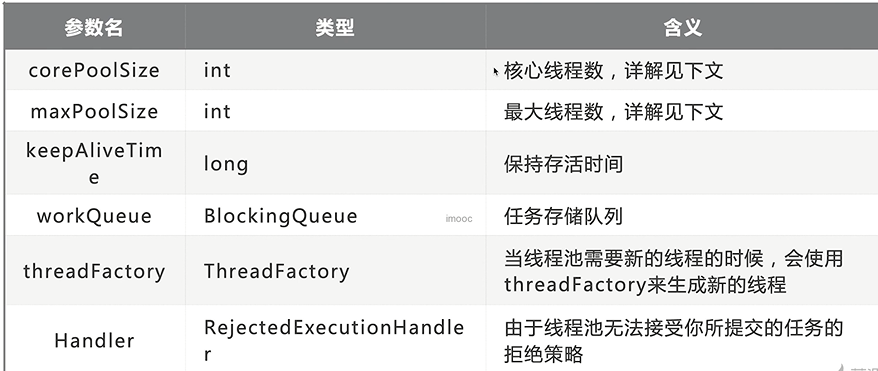 参数名 类型 含义
corePoolSize int 核心线程数，详解见下文
maxPoolSize int 最大线程数，详解见下文
keepAliveTim
e
long 保持存活时间
workQueue BlockingQueue imooc 任务存储队列
threadFactory ThreadFactory 当线程池需要新的线程的时候，会使用
threadFactory来生成新的线程
Handler RejectedExecutionHandle
r
由于线程池无法接受你所提交的任务的
拒绝策略